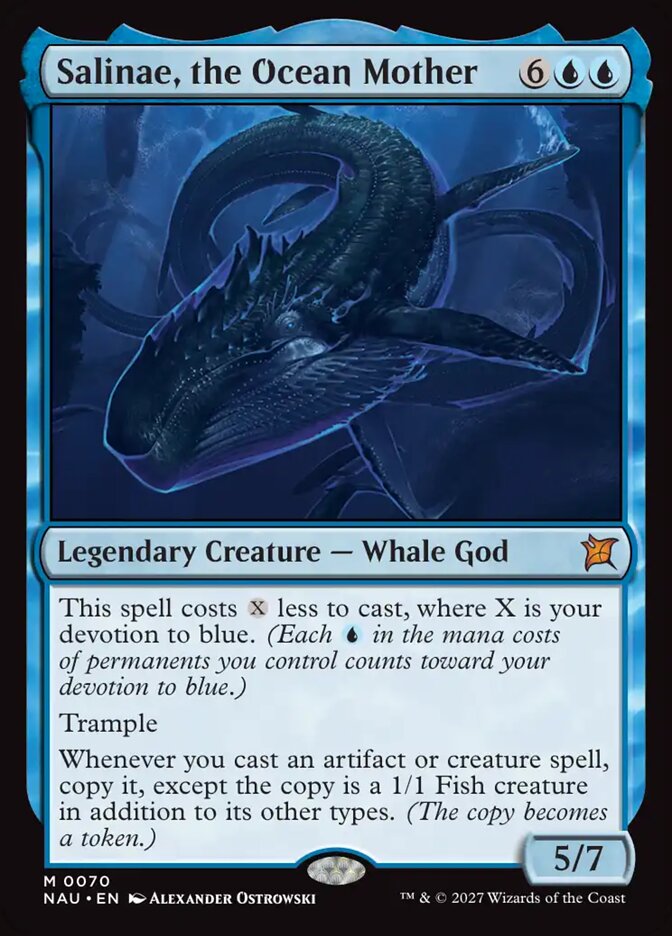 Salinae, the Ocean Mother 6
Legendary Creature — Whale God
This spell costs X less to cast, where X is your
devotion to blue. (Each in the mana costs
of permanents you control counts toward your
devotion to blue.)
Trample
Whenever you cast an artifact or creature spell,
copy it, except the copy is a 1/1 Fish creature
in addition to its other types. (The copy becomes
a token.)
5/7
M 0070
NAU • EN Alexander Ostrowski ™ & © 2027 Wizards of the Coast